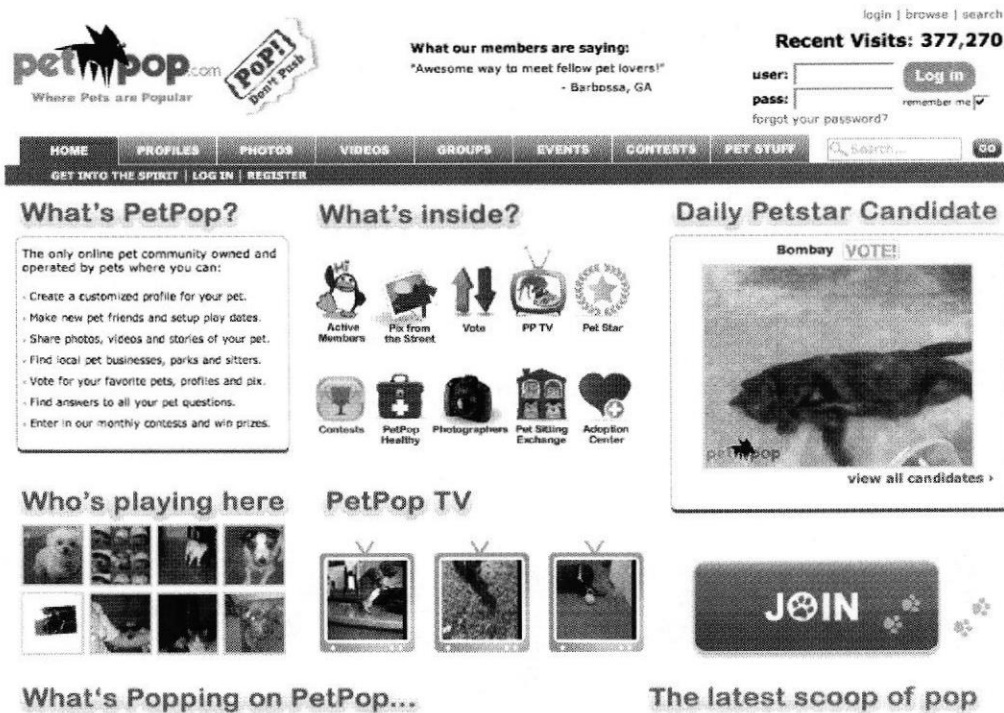 login | browse | search
petpop.com
Where Pets are Popular
PoP!!
Don't Push
What our members are saying:
"Awesome way to meet fellow pet lovers!"
- Barbossa, GA
Recent Visits: 377,270
user:
Log in
pass:
remember me
forgot your password?
HOME PROFILES PHOTOS VIDEOS GROUPS EVENTS CONTESTS PET STUFF Search... GO
GET INTO THE SPIRIT | LOG IN | REGISTER
What's PetPop?
The only online pet community owned and
operated by pets where you can:
- Create a customized profile for your pet.
- Make new pet friends and setup play dates.
- Share photos, videos and stories of your pet.
- Find local pet businesses, parks and sitters.
- Vote for your favorite pets, profiles and pix.
- Find answers to all your pet questions.
- Enter in our monthly contests and win prizes.
What's inside?
Hi
Active
Members
Pix from
the Street
Vote
PP TV
Pet Star
Contests
PetPop
Healthy
Photographers
Pet Sitting
Exchange
Adoption
Center
Daily Petstar Candidate
Bombay VOTE!
petpop
view all candidates ›
Who's playing here
PetPop TV
JOIN
What's Popping on PetPop...
The latest scoop of pop